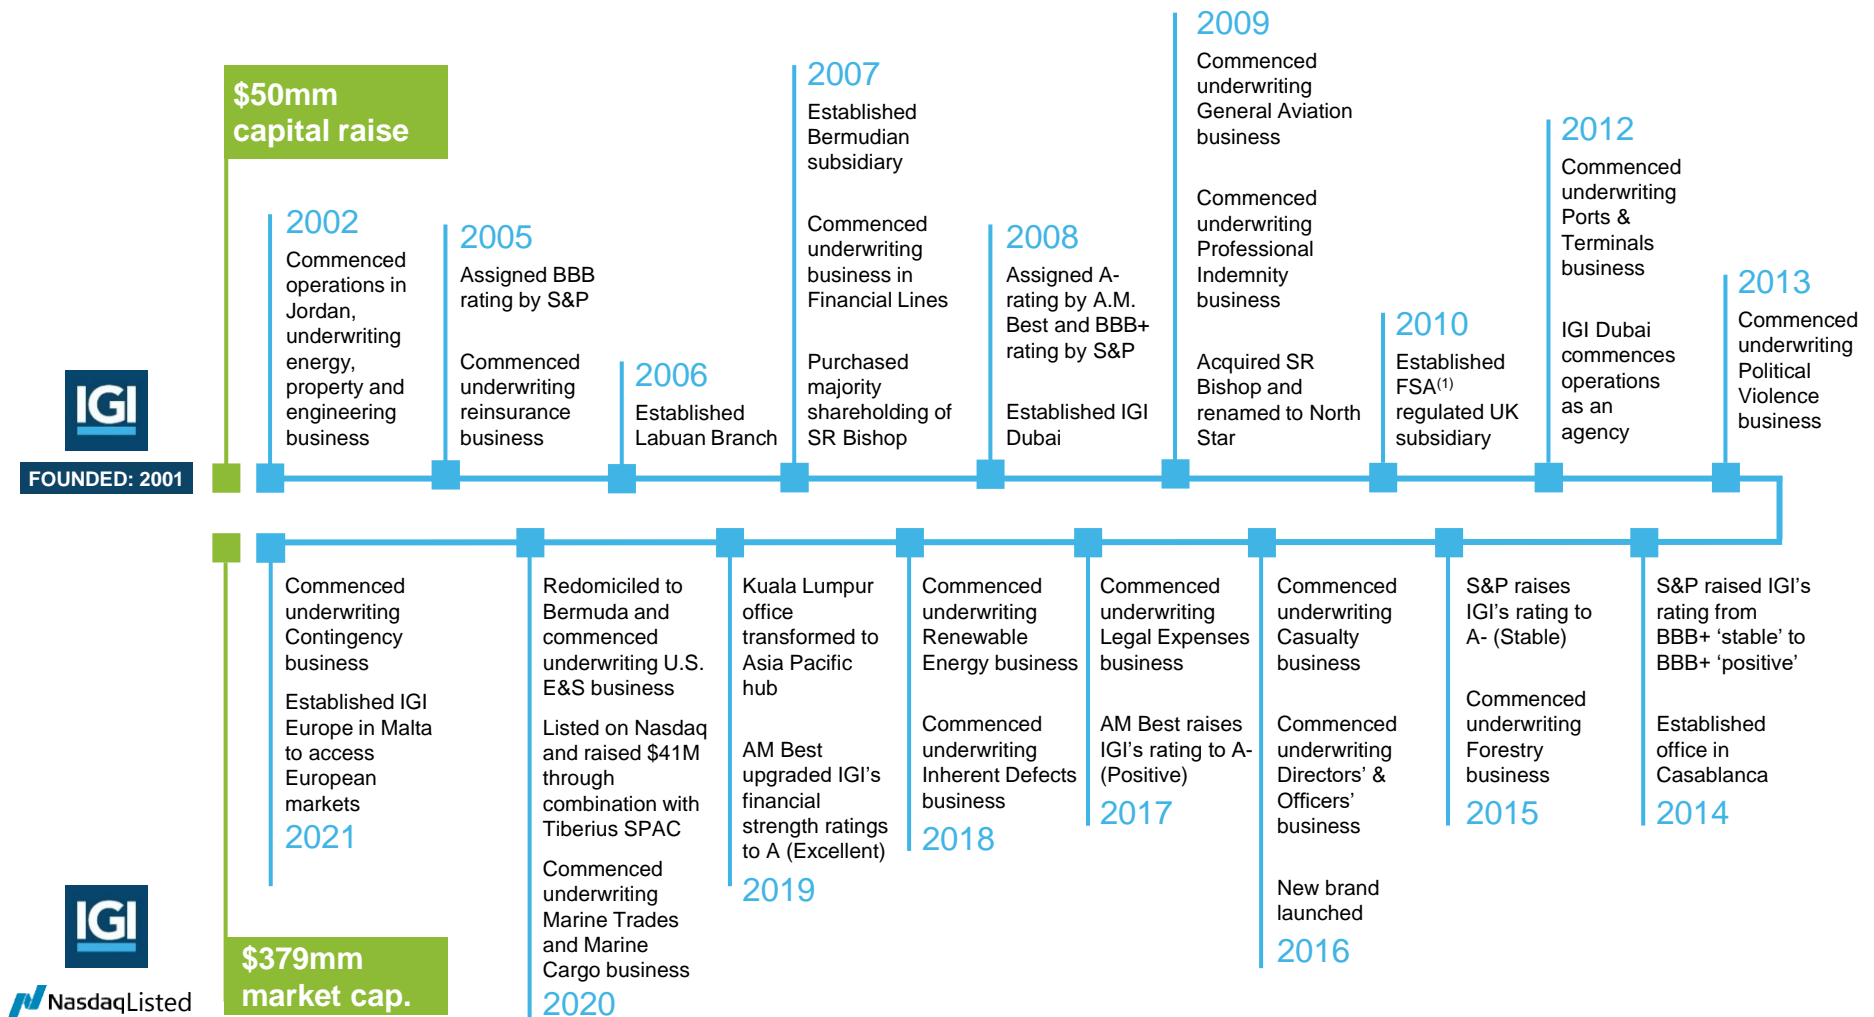 $50mm
capital raise
IGI
FOUNDED: 2001
2002
Commenced
operations in
Jordan,
underwriting
energy,
property and
engineering
business
2005
Assigned BBB
rating by S&P
Commenced
underwriting
reinsurance
business
2006
Established
Labuan Branch
2007
Established
Bermudian
subsidiary
Commenced
underwriting
business in
Financial Lines
Purchased
majority
shareholding of
SR Bishop
2008
Assigned A-
rating by A.M.
Best and BBB+
rating by S&P
Established IGI
Dubai
2009
Commenced
underwriting
General Aviation
business
Commenced
underwriting
Professional
Indemnity
business
Acquired SR
Bishop and
renamed to North
Star
2010
Established
FSA(1)
regulated UK
subsidiary
2012
Commenced
underwriting
Ports &
Terminals
business
IGI Dubai
commences
operations
as an
agency
2013
Commenced
underwriting
Political
Violence
business
S&P raised IGI’s
rating from
BBB+ ‘stable’ to
BBB+ ‘positive’
Established
office in
Casablanca
2014
S&P raises
IGI’s rating to
A- (Stable)
Commenced
underwriting
Forestry
business
2015
Commenced
underwriting
Casualty
business
Commenced
underwriting
Directors’ &
Officers’
business
New brand
launched
2016
Commenced
underwriting
Legal Expenses
business
AM Best raises
IGI’s rating to A-
(Positive)
2017
Commenced
underwriting
Renewable
Energy business
Commenced
underwriting
Inherent Defects
business
2018
Kuala Lumpur
office
transformed to
Asia Pacific
hub
AM Best
upgraded IGI’s
financial
strength ratings
to A (Excellent)
2019
Redomiciled to
Bermuda and
commenced
underwriting U.S.
E&S business
Listed on Nasdaq
and raised $41M
through
combination with
Tiberius SPAC
Commenced
underwriting
Marine Trades
and Marine
Cargo business
2020
Commenced
underwriting
Contingency
business
Established IGI
Europe in Malta
to access
European
markets
2021
IGI
NasdaqListed
$379mm
market cap.